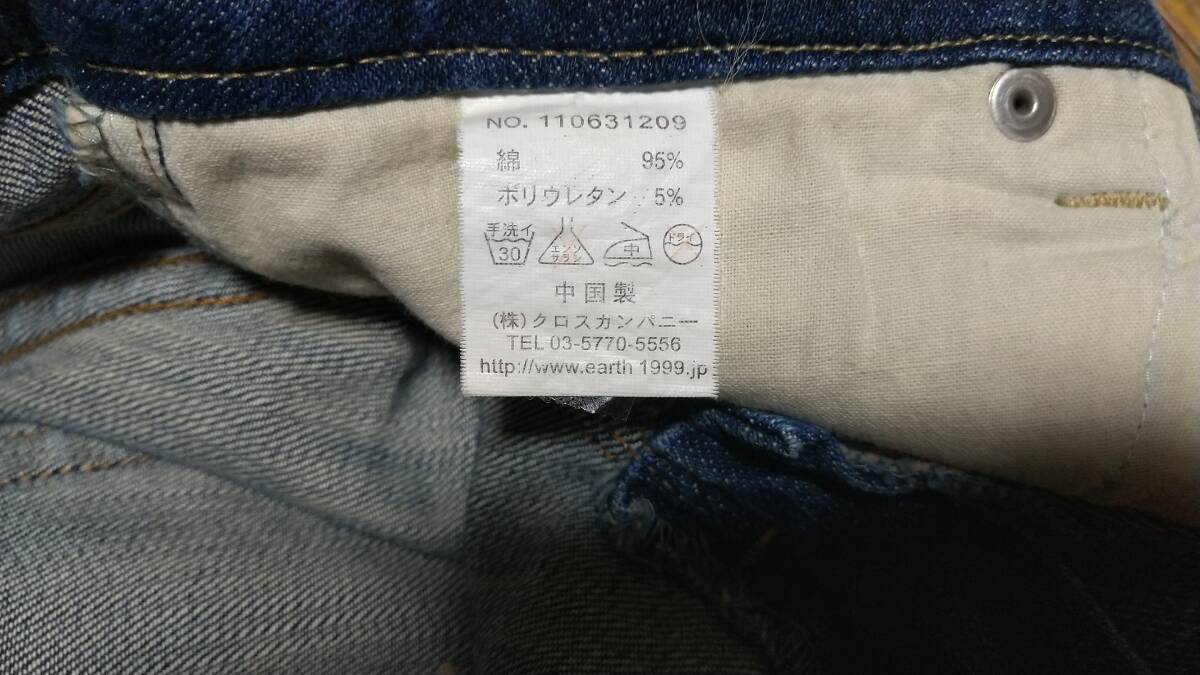 NO. 110631209
綿 95%
ポリウレタン 5%
手洗イ 30 エンソ サラシ 中 ドライ
中国製
(株)クロスカンパニー
TEL 03-5770-5556
http://www.earth1999.jp